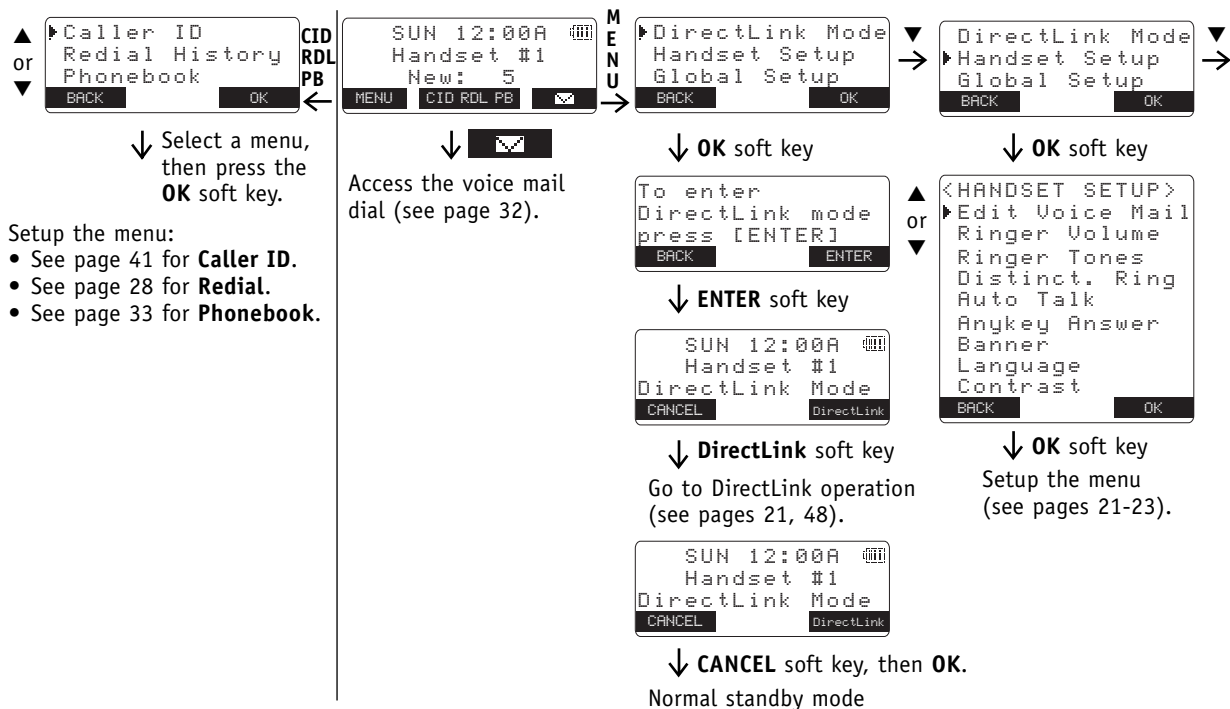 ▲
or
▼
Caller ID
Redial History
Phonebook
BACK OK
CID
RDL
PB
Select a menu,
then press the
OK soft key.
Setup the menu:
• See page 41 for Caller ID.
• See page 28 for Redial.
• See page 33 for Phonebook.
SUN 12:00A
Handset #1
New: 5
MENU CID RDL PB
Access the voice mail
dial (see page 32).
M
E
N
U
DirectLink Mode
Handset Setup
Global Setup
BACK OK
OK soft key
To enter
DirectLink mode
press [ENTER]
BACK ENTER
ENTER soft key
SUN 12:00A
Handset #1
DirectLink Mode
CANCEL DirectLink
DirectLink soft key
Go to DirectLink operation
(see pages 21, 48).
SUN 12:00A
Handset #1
DirectLink Mode
CANCEL DirectLink
CANCEL soft key, then OK.
Normal standby mode
▼
DirectLink Mode
Handset Setup
Global Setup
BACK OK
▼
OK soft key
▲
or
▼
<HANDSET SETUP>
Edit Voice Mail
Ringer Volume
Ringer Tones
Distinct. Ring
Auto Talk
Anykey Answer
Banner
Language
Contrast
BACK OK
OK soft key
Setup the menu
(see pages 21-23).